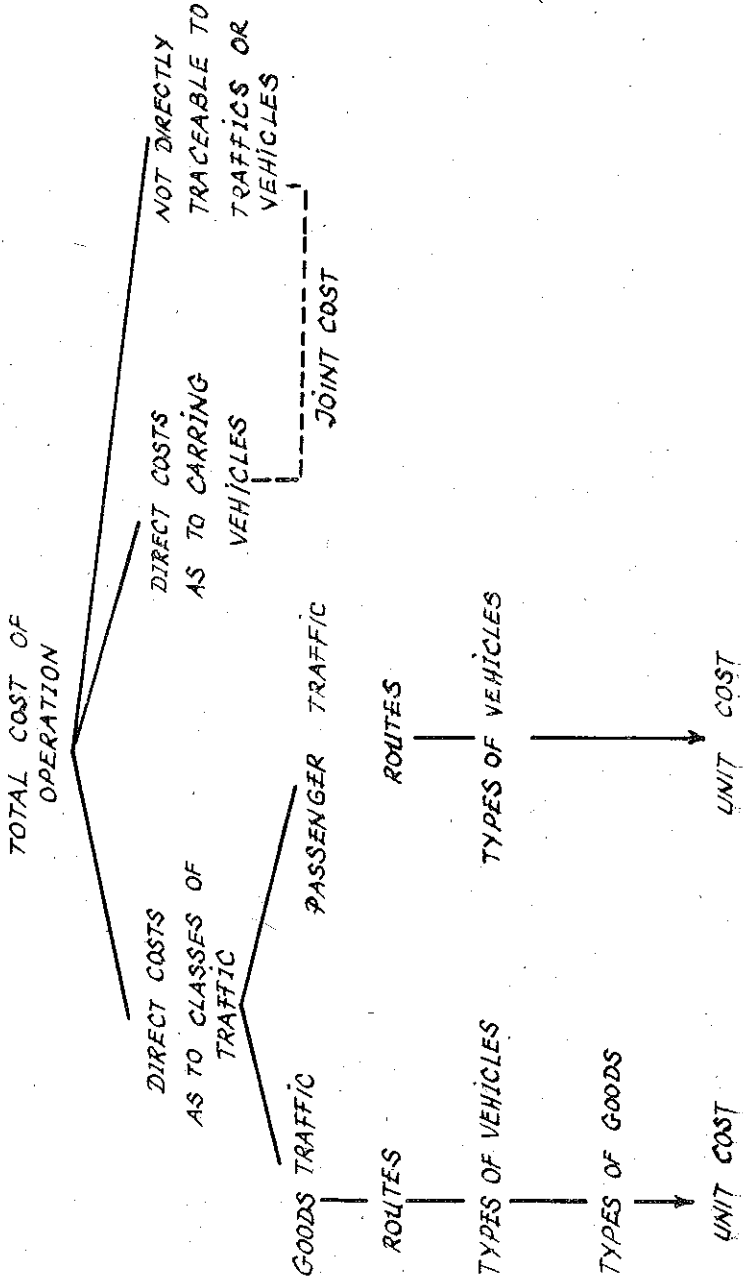 TOTAL COST OF
OPERATION
DIRECT COSTS
AS TO CLASSES OF
TRAFFIC
DIRECT COSTS
AS TO CARRING
VEHICLES
NOT DIRECTLY
TRACEABLE TO
TRAFFICS OR
VEHICLES
JOINT COST
GOODS TRAFFIC
PASSENGER TRAFFIC
ROUTES
ROUTES
TYPES OF VEHICLES
TYPES OF VEHICLES
TYPES OF GOODS
UNIT COST
UNIT COST